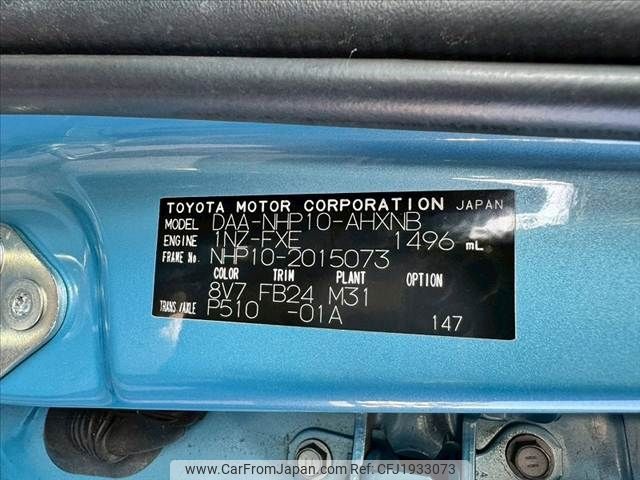 TOYOTA MOTOR CORPORATION JAPAN
MODEL DAA-NHP10-AHXNB
ENGINE 1NZ-FXE 1496 mL
FRAME No. NHP10-2015073
COLOR TRIM PLANT OPTION
8V7 FB24 M31
TRANS/AXLE P510 -01A
147
www.CarFromJapan.com | Ref:CFJ1933073